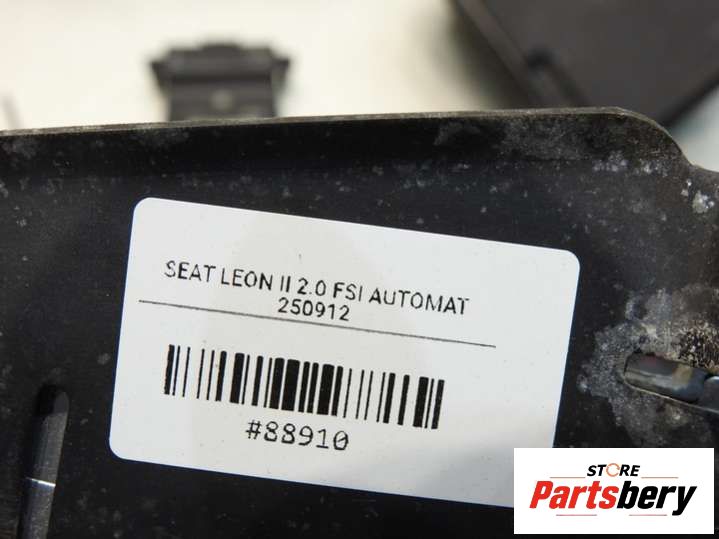 SEAT LEON II 2.0 FSI AUTOMAT
250912
#88910
STORE
Partsbery